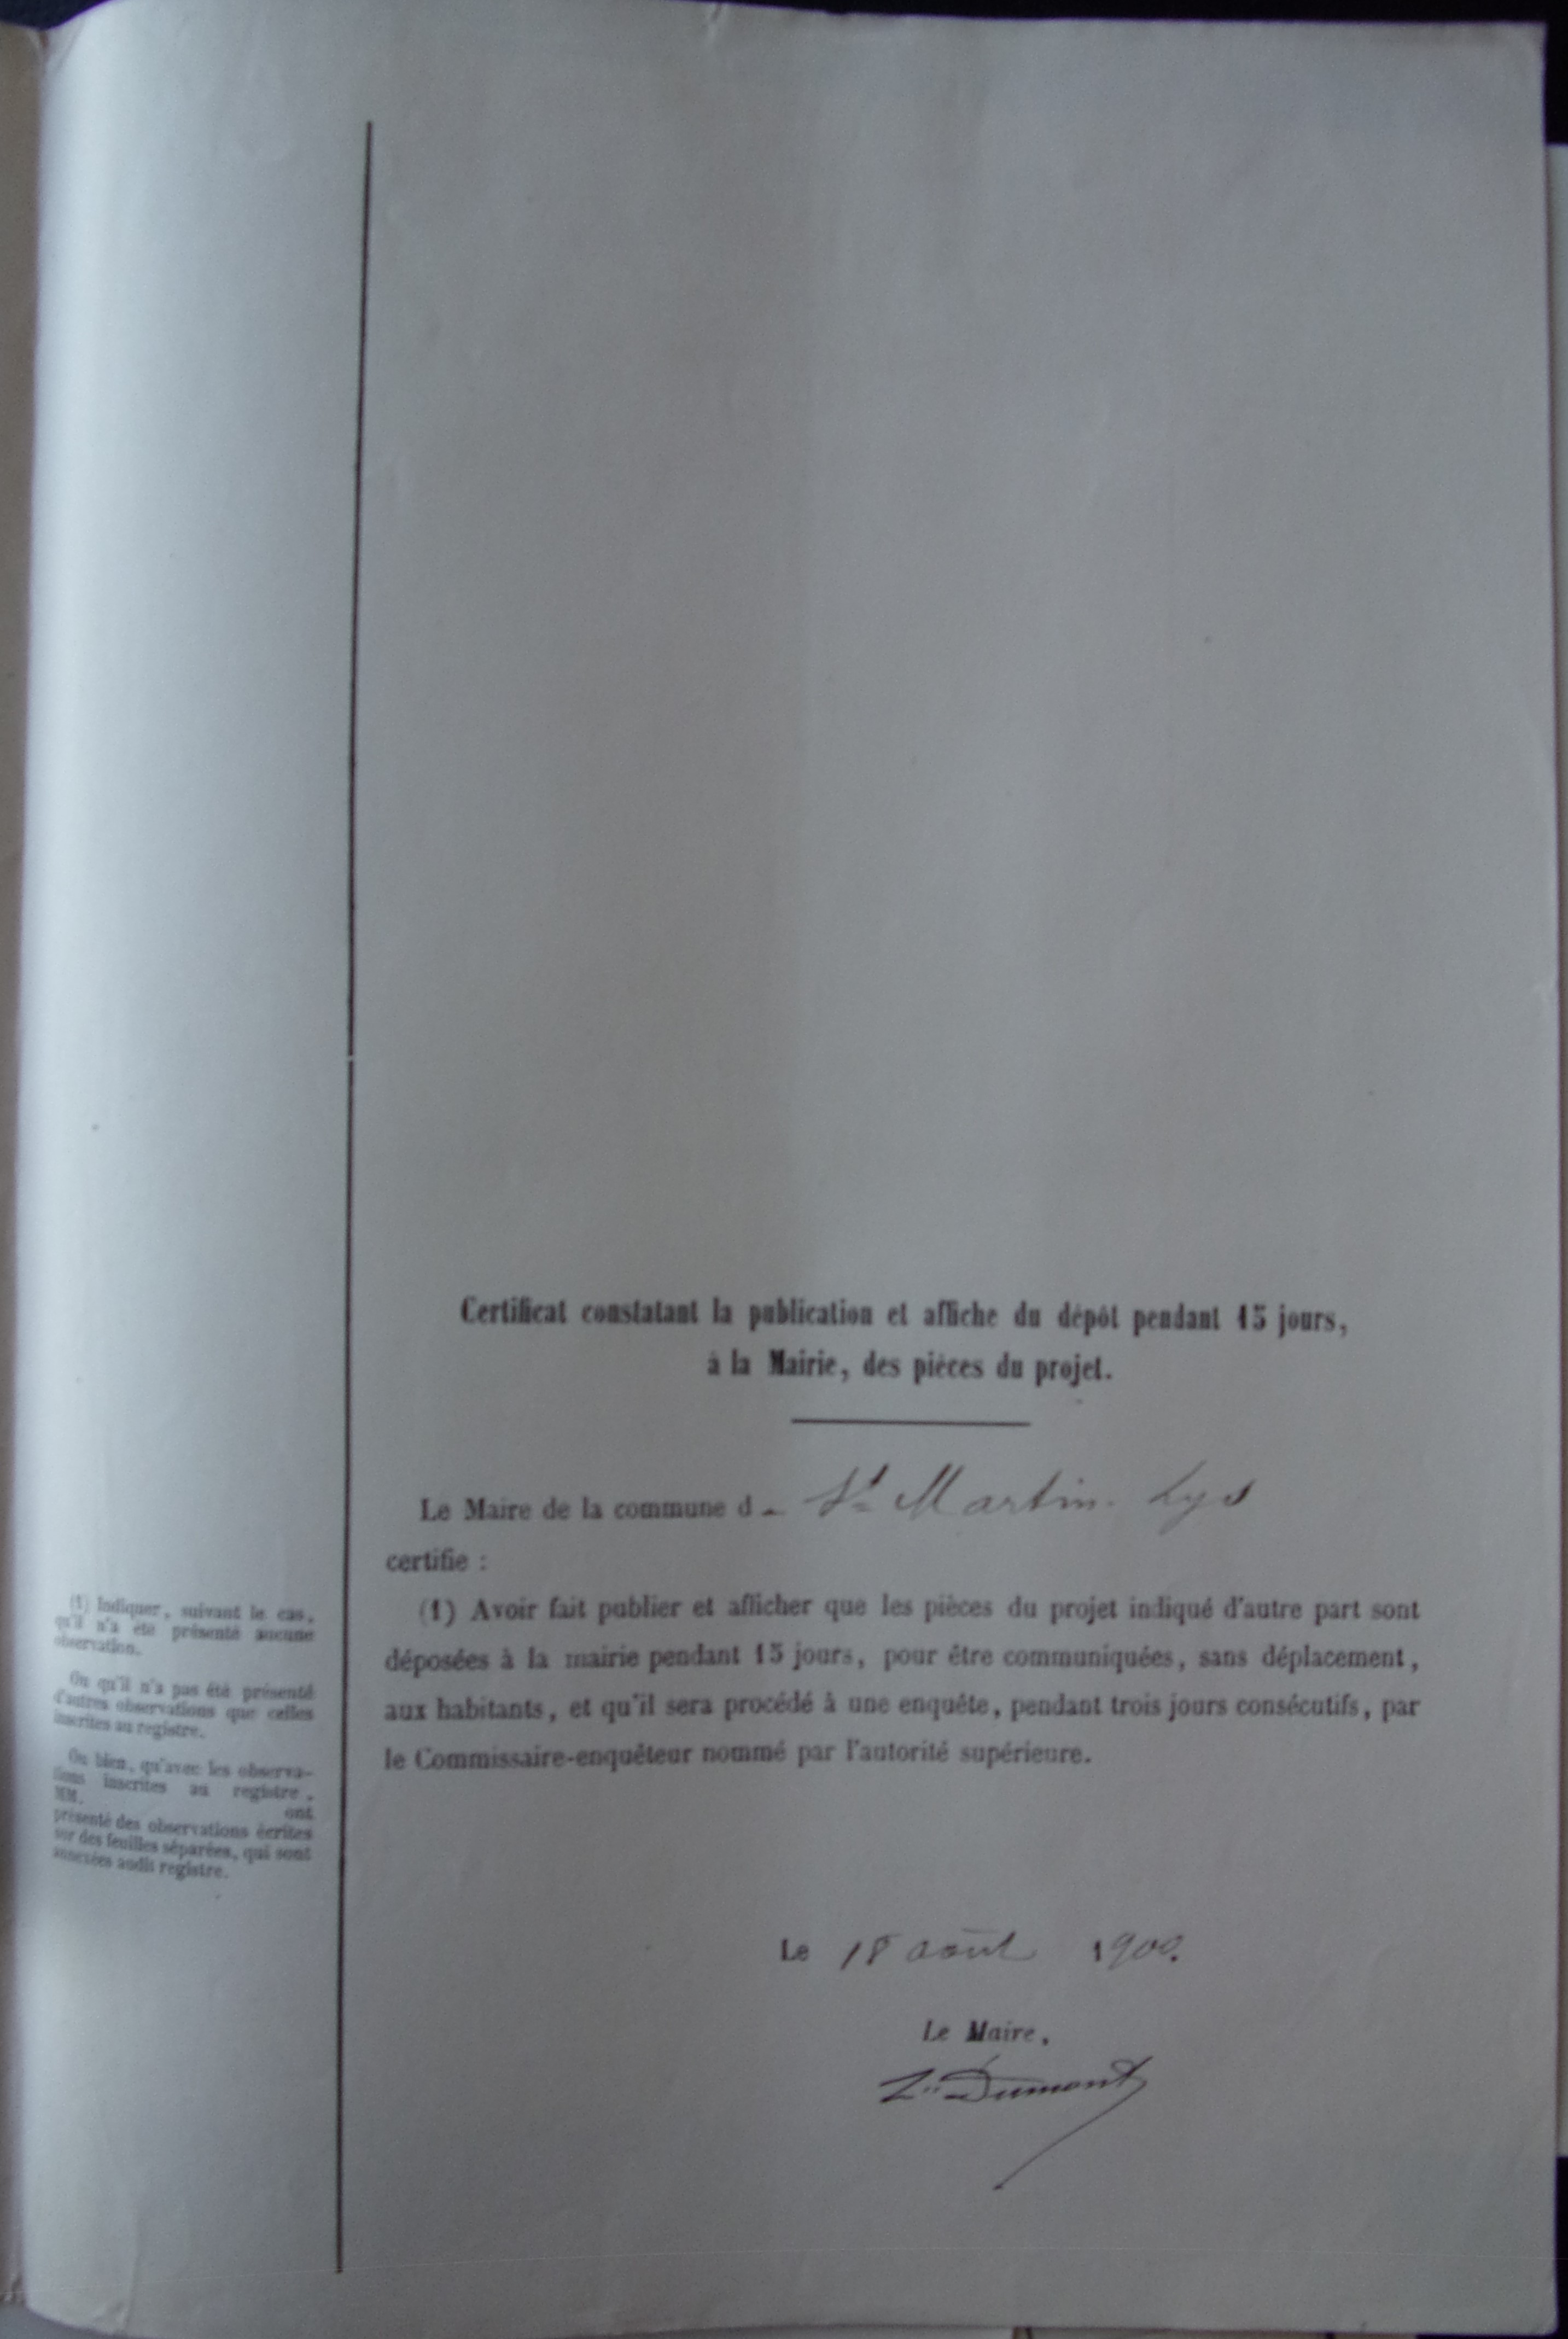 Certificat constatant la publication et affiche du dépôt pendant 15 jours,
à la Mairie, des pièces du projet.
Le Maire de la commune d e St Martin-Lys
certifie :
(1) Avoir fait publier et afficher que les pièces du projet indiqué d'autre part sont
déposées à la mairie pendant 15 jours, pour être communiquées, sans déplacement,
aux habitants, et qu'il sera procédé à une enquête, pendant trois jours consécutifs, par
le Commissaire-enquêteur nommé par l'autorité supérieure.
Le 18 août 1900.
Le Maire,
Dumont
(1) Indiquer, suivant le cas,
qu'il n'a été présenté aucune
observation.
Ou qu'il n'a pas été présenté
d'autres observations que celles
inscrites au registre.
Ou bien, qu'avec les observa-
tions inscrites au registre,
MM. ont
présenté des observations écrites
sur des feuilles séparées, qui sont
annexées audit registre.